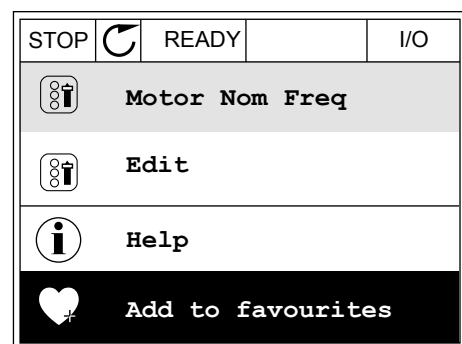 STOP READY I/O
Motor Nom Freq
Edit
Help
Add to favourites